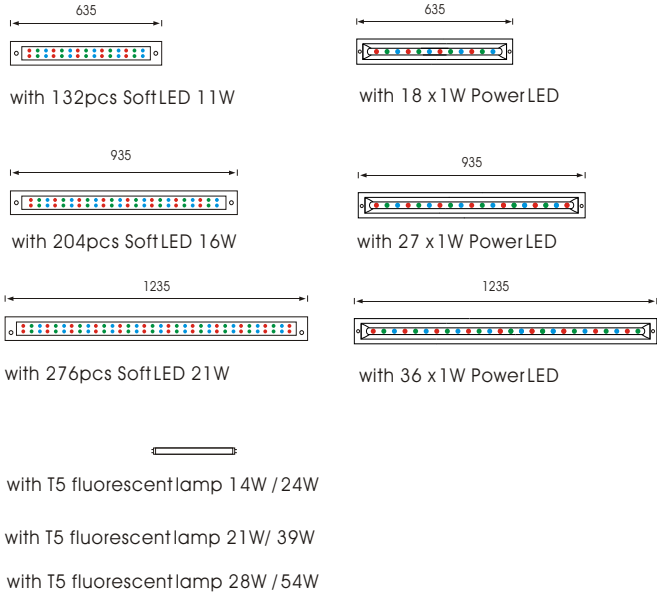 635
635
with 132pcs SoftLED 11W
with 18 x 1W PowerLED
935
935
with 204pcs SoftLED 16W
with 27 x 1W PowerLED
1235
1235
with 276pcs SoftLED 21W
with 36 x 1W PowerLED
with T5 fluorescent lamp 14W / 24W
with T5 fluorescent lamp 21W/ 39W
with T5 fluorescent lamp 28W / 54W